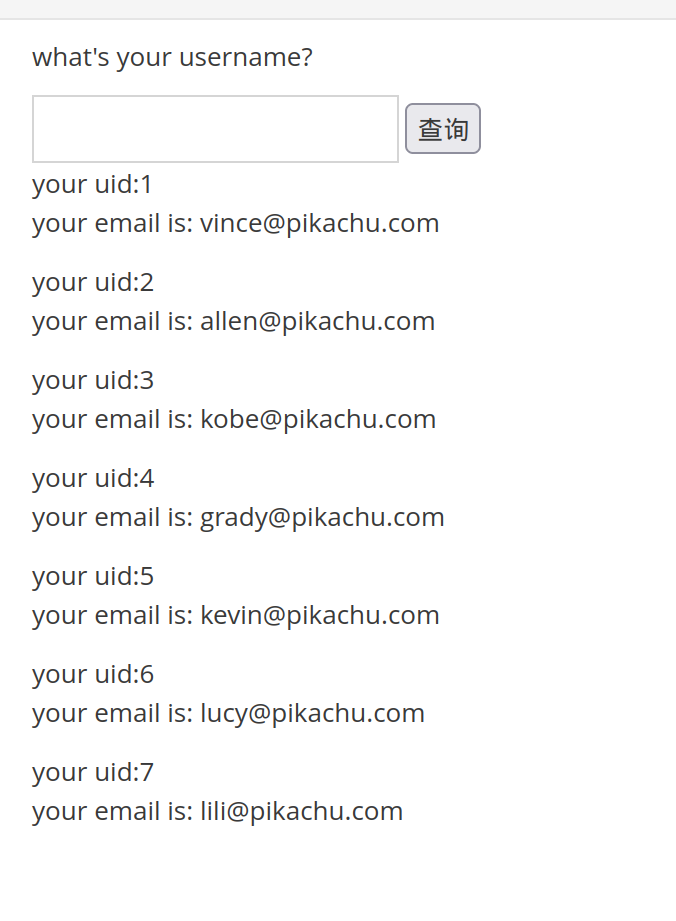 what's your username?
查询
your uid:1
your email is: vince@pikachu.com
your uid:2
your email is: allen@pikachu.com
your uid:3
your email is: kobe@pikachu.com
your uid:4
your email is: grady@pikachu.com
your uid:5
your email is: kevin@pikachu.com
your uid:6
your email is: lucy@pikachu.com
your uid:7
your email is: lili@pikachu.com